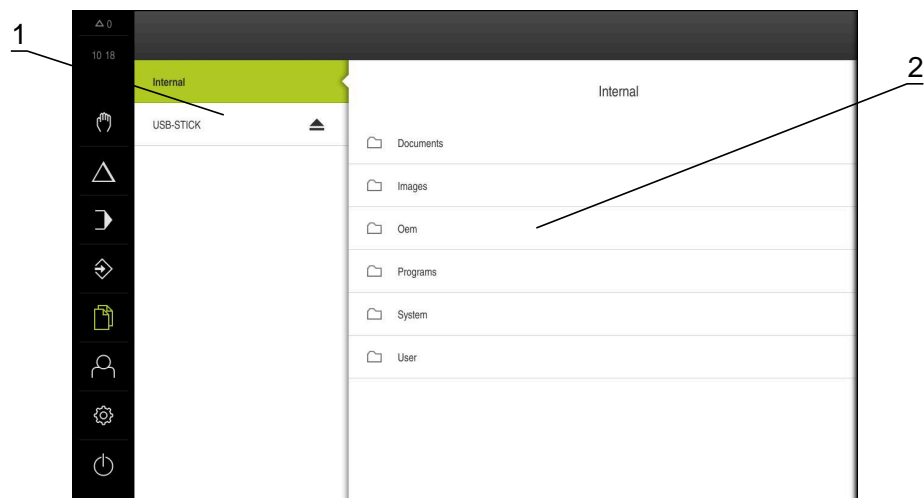 1
2
0
10 18
Internal
USB-STICK
Internal
Documents
Images
Oem
Programs
System
User